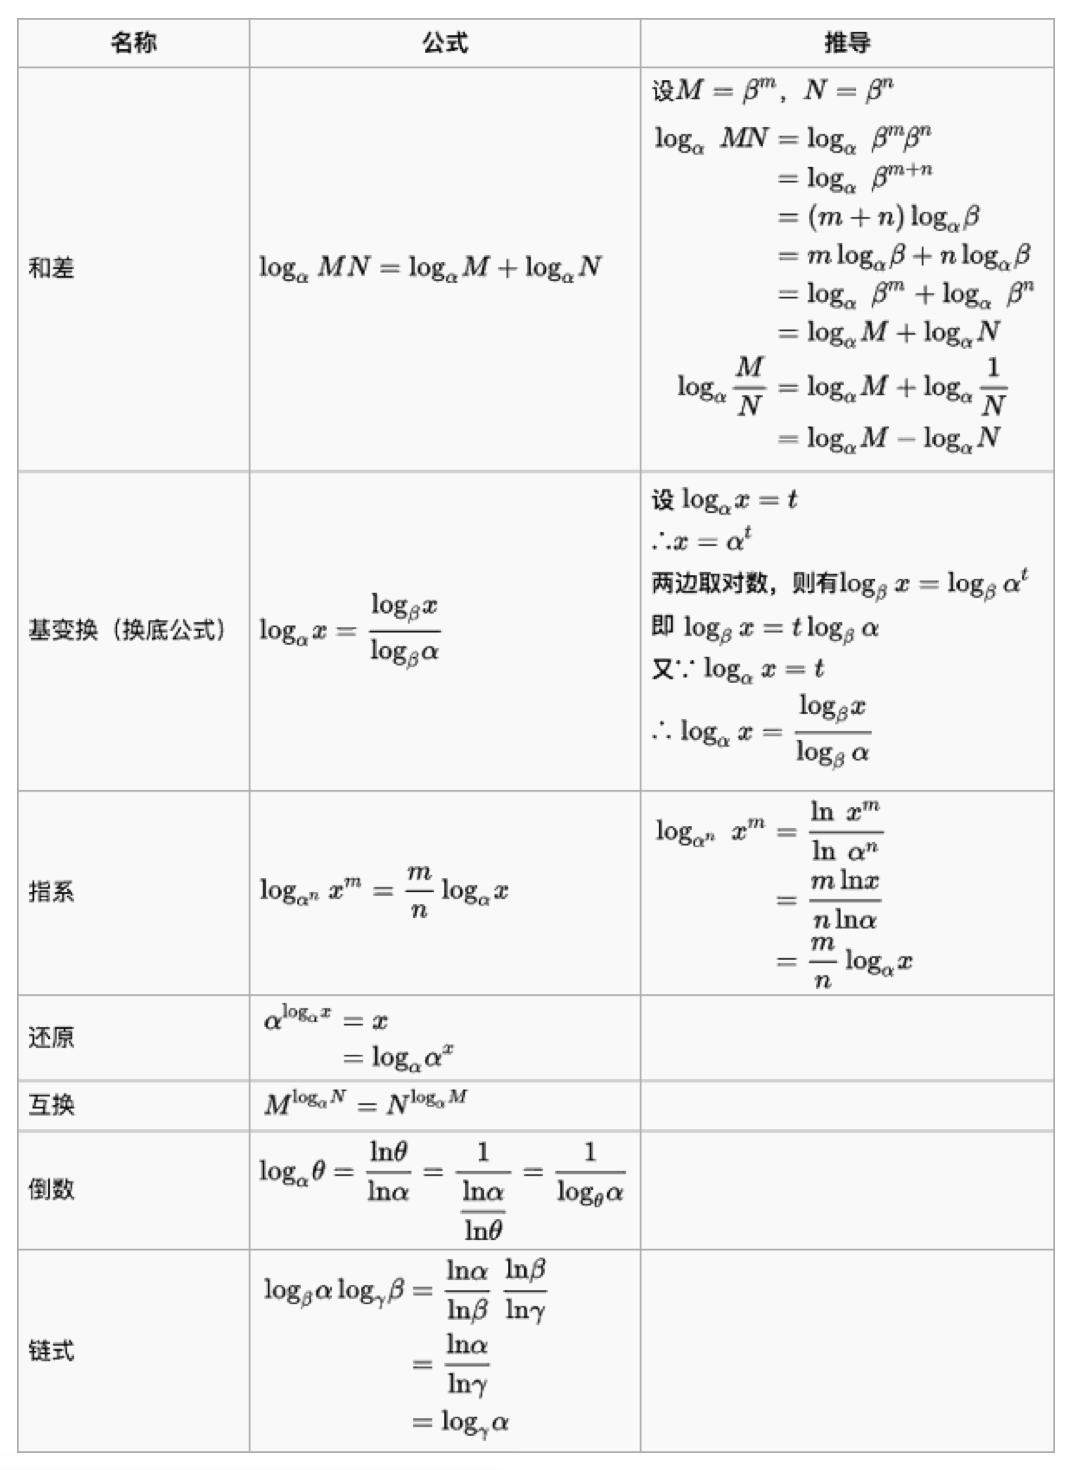 名称 公式 推导
和差
$\log_{\alpha} MN = \log_{\alpha} M + \log_{\alpha} N$
设$M = \beta^{m}$, $N = \beta^{n}$
$\log_{\alpha} MN = \log_{\alpha} \beta^{m}\beta^{n}$
$= \log_{\alpha} \beta^{m+n}$
$= (m + n) \log_{\alpha} \beta$
$= m \log_{\alpha} \beta + n \log_{\alpha} \beta$
$= \log_{\alpha} \beta^{m} + \log_{\alpha} \beta^{n}$
$= \log_{\alpha} M + \log_{\alpha} N$
$\log_{\alpha} \frac{M}{N} = \log_{\alpha} M + \log_{\alpha} \frac{1}{N}$
$= \log_{\alpha} M - \log_{\alpha} N$
基变换（换底公式）
$\log_{\alpha} x = \frac{\log_{\beta} x}{\log_{\beta} \alpha}$
设 $\log_{\alpha} x = t$
∴$x = \alpha^{t}$
两边取对数，则有$\log_{\beta} x = \log_{\beta} \alpha^{t}$
即 $\log_{\beta} x = t \log_{\beta} \alpha$
又∵ $\log_{\alpha} x = t$
∴ $\log_{\alpha} x = \frac{\log_{\beta} x}{\log_{\beta} \alpha}$
指系
$\log_{\alpha^{n}} x^{m} = \frac{m}{n} \log_{\alpha} x$
$\log_{\alpha^{n}} x^{m} = \frac{\ln x^{m}}{\ln \alpha^{n}}$
$= \frac{m \ln x}{n \ln \alpha}$
$= \frac{m}{n} \log_{\alpha} x$
还原
$\alpha^{\log_{\alpha} x} = x$
$= \log_{\alpha} \alpha^{x}$
互换
$M^{\log_{\alpha} N} = N^{\log_{\alpha} M}$
倒数
$\log_{\alpha} \theta = \frac{\ln \theta}{\ln \alpha} = \frac{1}{\frac{\ln \alpha}{\ln \theta}} = \frac{1}{\log_{\theta} \alpha}$
链式
$\log_{\beta} \alpha \log_{\gamma} \beta = \frac{\ln \alpha}{\ln \beta} \frac{\ln \beta}{\ln \gamma}$
$= \frac{\ln \alpha}{\ln \gamma}$
$= \log_{\gamma} \alpha$